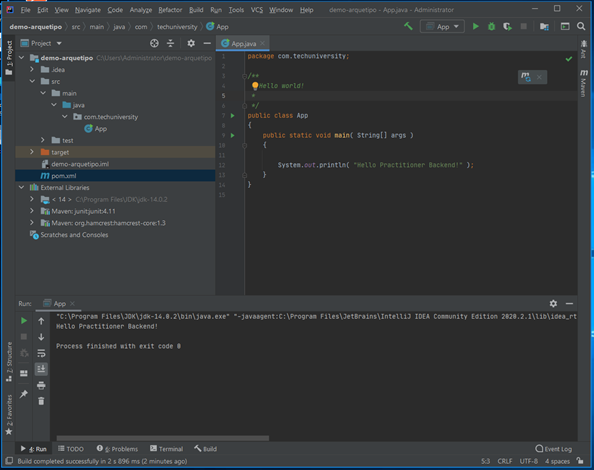 File Edit View Navigate Code Analyze Refactor Build Run Tools VCS Window Help demo-arquetipo - App.java - Administrator
demo-arquetipo src main java com techuniversity App
App
Project
App.java
demo-arquetipo C:\Users\Administrator\demo-arquetipo
.idea
src
main
java
com.techuniversity
App
test
target
demo-arquetipo.iml
pom.xml
External Libraries
< 14 > C:\Program Files\JDK\jdk-14.0.2
Maven: junit:junit:4.11
Maven: org.hamcrest:hamcrest-core:1.3
Scratches and Consoles
1 package com.techuniversity;
2
3 /**
4 Hello world!
5 *
6 */
7 public class App
8 {
9 public static void main( String[] args )
10 {
11
12 System.out.println( "Hello Practitioner Backend!" );
13 }
14 }
15
1: Project
Ant
Maven
Run: App
"C:\Program Files\JDK\jdk-14.0.2\bin\java.exe" "-javaagent:C:\Program Files\JetBrains\IntelliJ IDEA Community Edition 2020.2.1\lib\idea_rt
Hello Practitioner Backend!
Process finished with exit code 0
Z: Structure
2: Favorites
4: Run TODO 6: Problems Terminal Build Event Log
Build completed successfully in 2 s 896 ms (2 minutes ago) 5:3 CRLF UTF-8 4 spaces